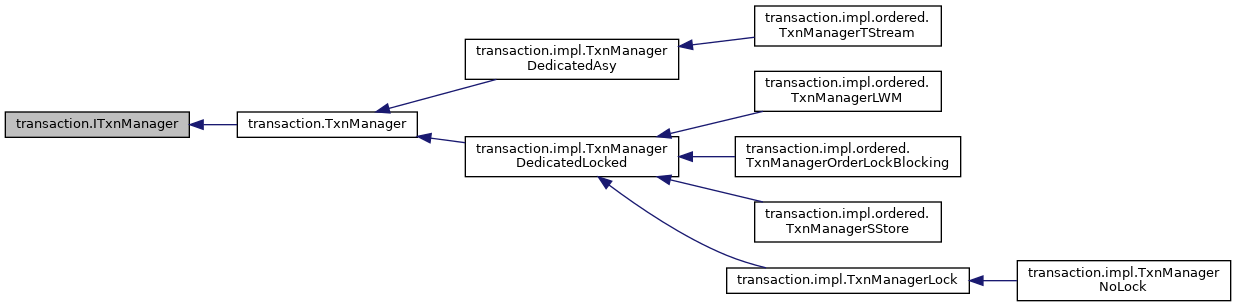 transaction.ITxnManager
transaction.TxnManager
transaction.impl.TxnManager
DedicatedAsy
transaction.impl.ordered.
TxnManagerTStream
transaction.impl.TxnManager
DedicatedLocked
transaction.impl.ordered.
TxnManagerLWM
transaction.impl.ordered.
TxnManagerOrderLockBlocking
transaction.impl.ordered.
TxnManagerSStore
transaction.impl.TxnManagerLock
transaction.impl.TxnManager
NoLock